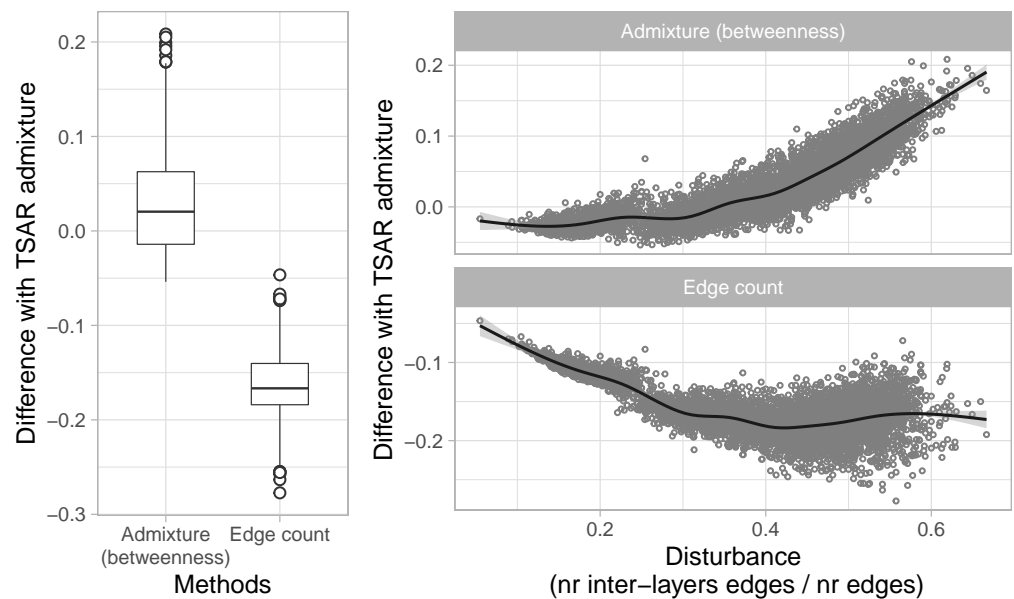 Difference with TSAR admixture
0.2
0.1
0.0
−0.1
−0.2
−0.3
Admixture
(betweenness)
Edge count
Methods
Difference with TSAR admixture
Admixture (betweenness)
0.2
0.1
0.0
Edge count
−0.1
−0.2
0.2
0.4
0.6
Disturbance
(nr inter−layers edges / nr edges)